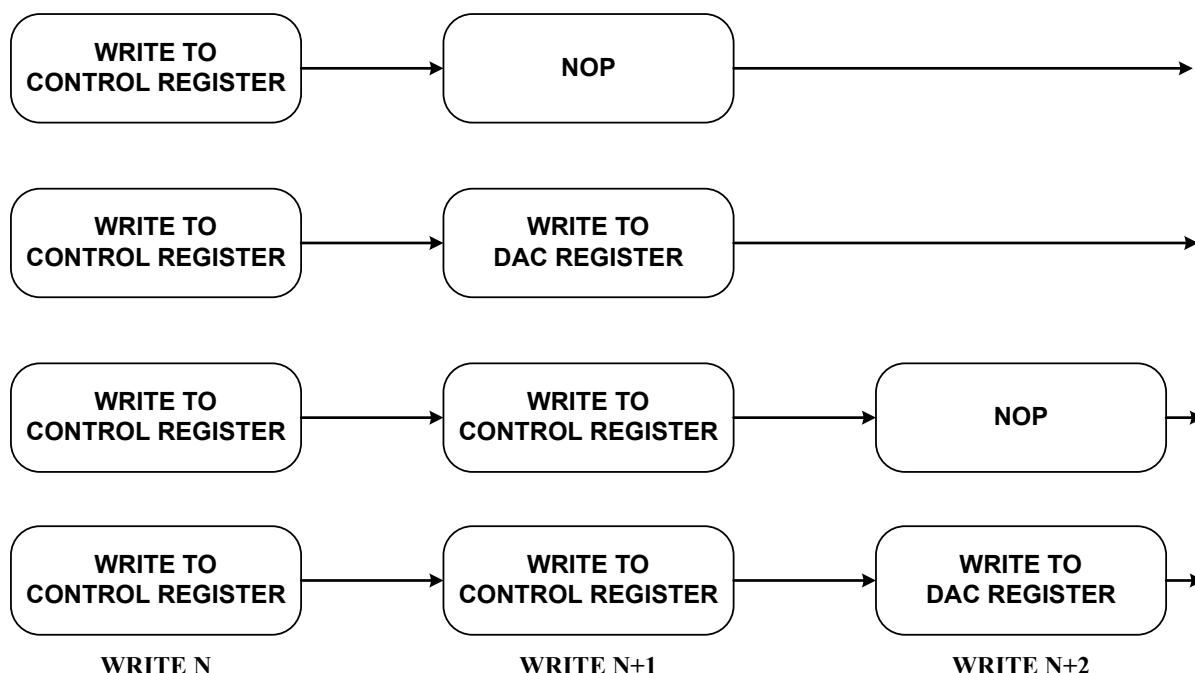 WRITE TO
CONTROL REGISTER
NOP
WRITE TO
CONTROL REGISTER
WRITE TO
DAC REGISTER
WRITE TO
CONTROL REGISTER
WRITE TO
CONTROL REGISTER
NOP
WRITE TO
CONTROL REGISTER
WRITE TO
CONTROL REGISTER
WRITE TO
DAC REGISTER
WRITE N
WRITE N+1
WRITE N+2